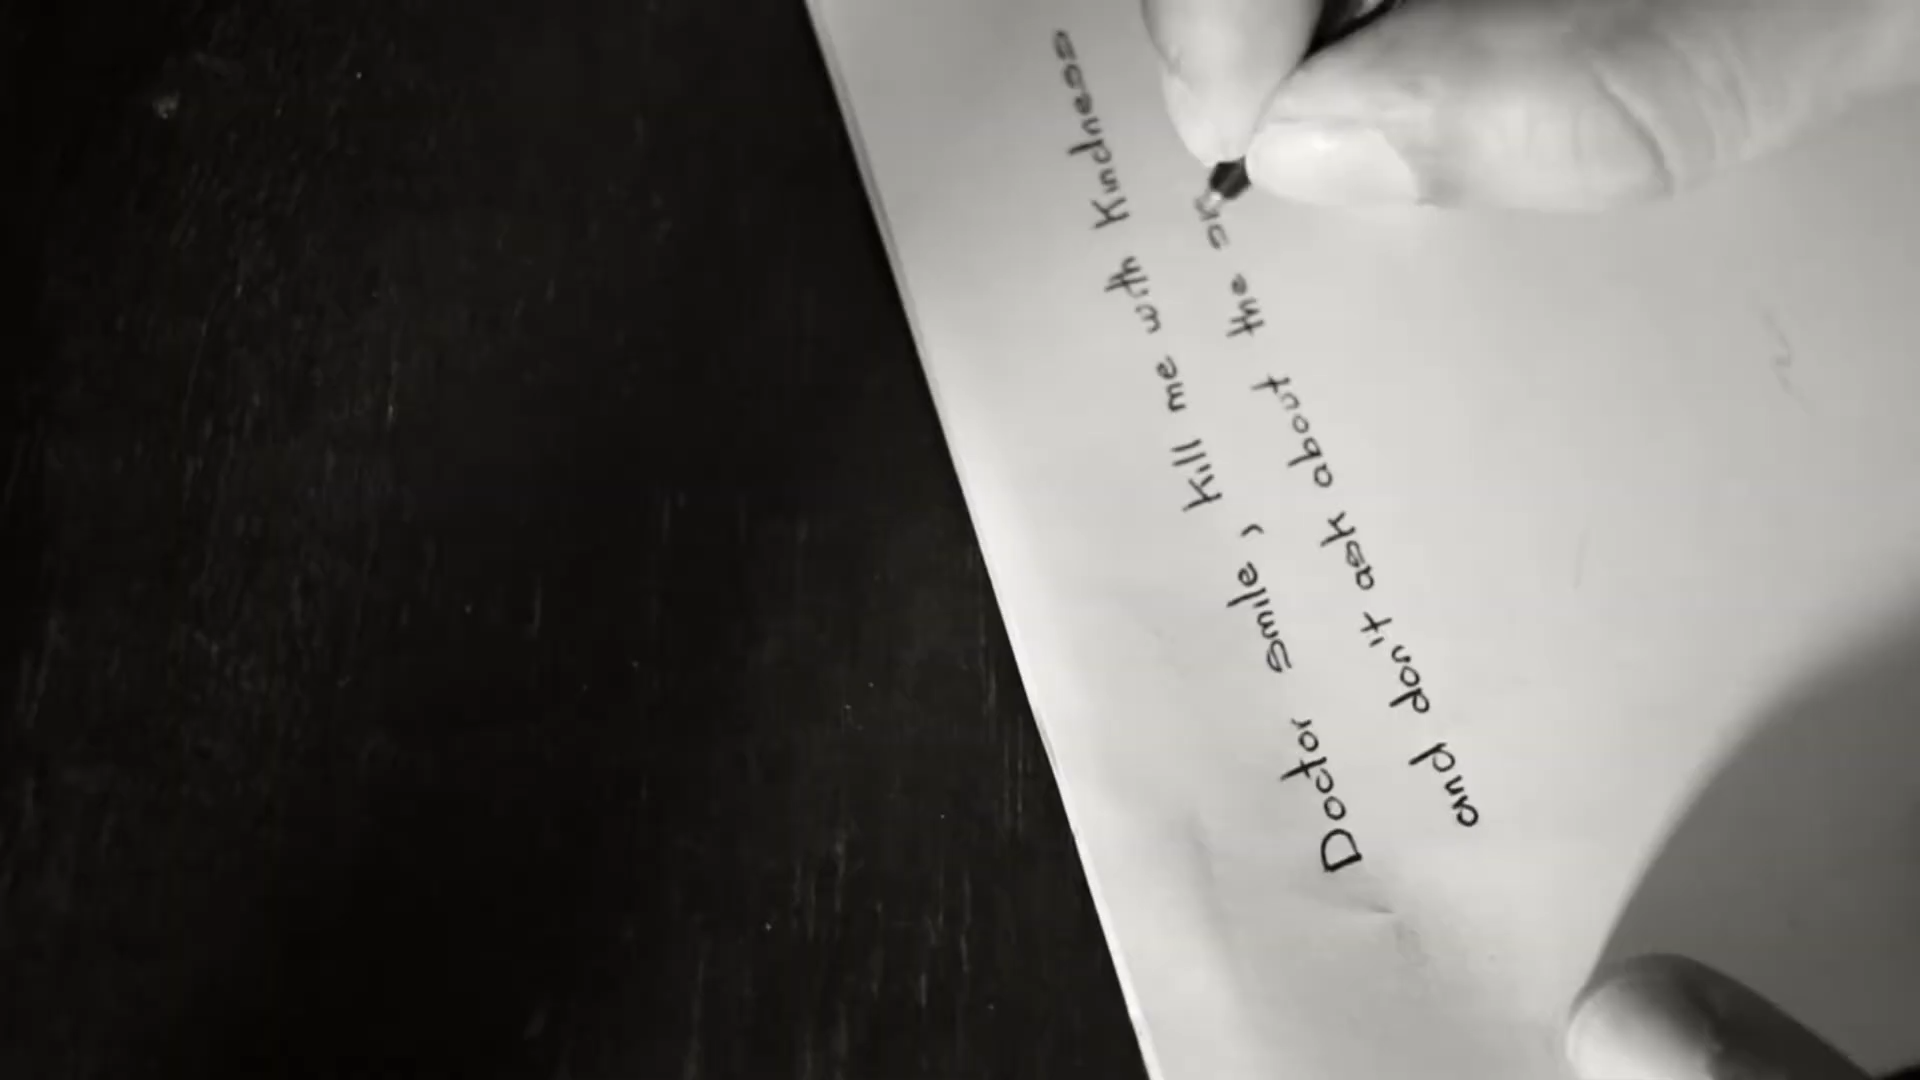 Doctor smile, kill me with kindness
and don't ask about the